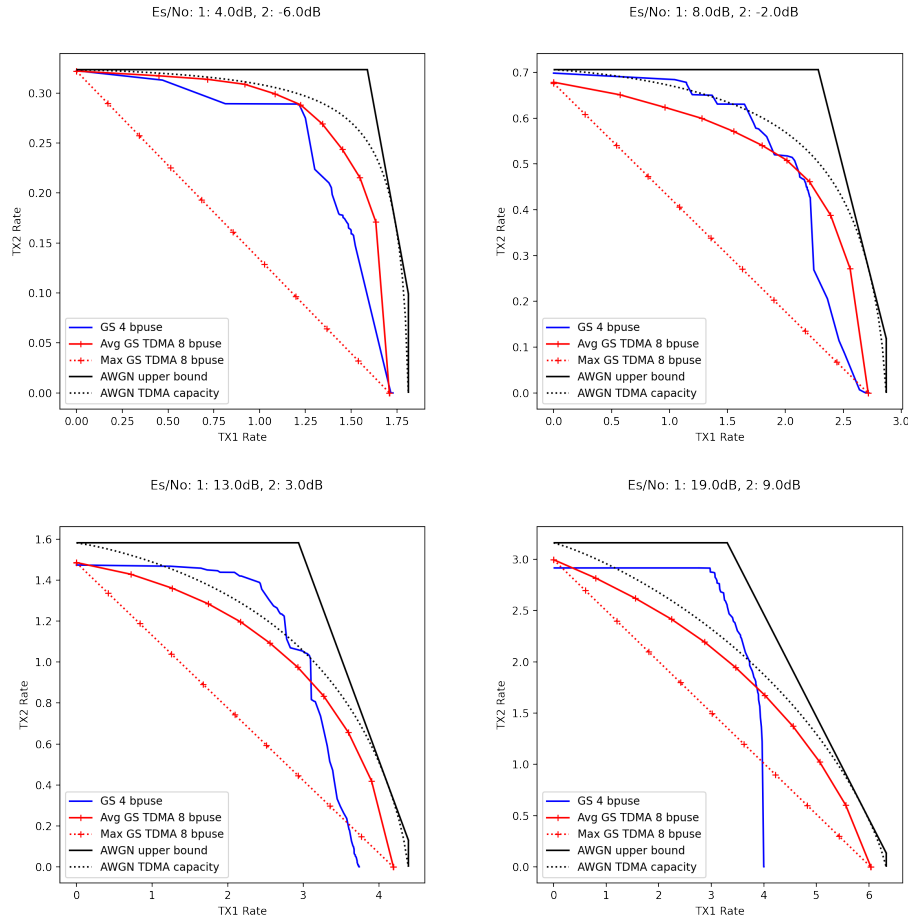 Es/No: 1: 4.0dB, 2: -6.0dB
TX2 Rate
0.30
0.25
0.20
0.15
0.10
0.05
0.00
GS 4 bpuse
Avg GS TDMA 8 bpuse
Max GS TDMA 8 bpuse
AWGN upper bound
AWGN TDMA capacity
0.00 0.25 0.50 0.75 1.00 1.25 1.50 1.75
TX1 Rate
Es/No: 1: 8.0dB, 2: -2.0dB
TX2 Rate
0.7
0.6
0.5
0.4
0.3
0.2
0.1
0.0
GS 4 bpuse
Avg GS TDMA 8 bpuse
Max GS TDMA 8 bpuse
AWGN upper bound
AWGN TDMA capacity
0.0 0.5 1.0 1.5 2.0 2.5 3.0
TX1 Rate
Es/No: 1: 13.0dB, 2: 3.0dB
TX2 Rate
1.6
1.4
1.2
1.0
0.8
0.6
0.4
0.2
0.0
GS 4 bpuse
Avg GS TDMA 8 bpuse
Max GS TDMA 8 bpuse
AWGN upper bound
AWGN TDMA capacity
0 1 2 3 4
TX1 Rate
Es/No: 1: 19.0dB, 2: 9.0dB
TX2 Rate
3.0
2.5
2.0
1.5
1.0
0.5
0.0
GS 4 bpuse
Avg GS TDMA 8 bpuse
Max GS TDMA 8 bpuse
AWGN upper bound
AWGN TDMA capacity
0 1 2 3 4 5 6
TX1 Rate